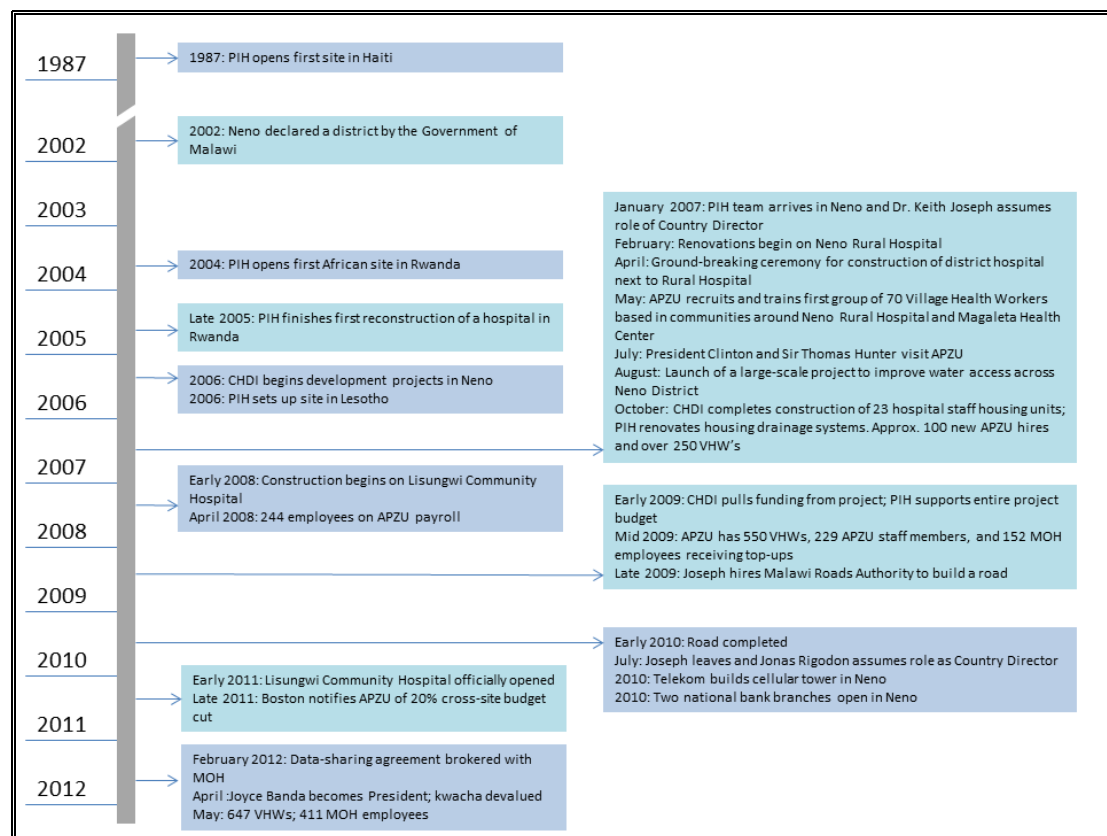 1987
1987: PIH opens first site in Haiti
2002
2002: Neno declared a district by the Government of
Malawi
2003
2004
2004: PIH opens first African site in Rwanda
2005
Late 2005: PIH finishes first reconstruction of a hospital in
Rwanda
2006
2006: CHDI begins development projects in Neno
2006: PIH sets up site in Lesotho
2007
January 2007: PIH team arrives in Neno and Dr. Keith Joseph assumes
role of Country Director
February: Renovations begin on Neno Rural Hospital
April: Ground-breaking ceremony for construction of district hospital
next to Rural Hospital
May: APZU recruits and trains first group of 70 Village Health Workers
based in communities around Neno Rural Hospital and Magaleta Health
Center
July: President Clinton and Sir Thomas Hunter visit APZU
August: Launch of a large-scale project to improve water access across
Neno District
October: CHDI completes construction of 23 hospital staff housing units;
PIH renovates housing drainage systems. Approx. 100 new APZU hires
and over 250 VHW's
2008
Early 2008: Construction begins on Lisungwi Community
Hospital
April 2008: 244 employees on APZU payroll
2009
Early 2009: CHDI pulls funding from project; PIH supports entire project
budget
Mid 2009: APZU has 550 VHWs, 229 APZU staff members, and 152 MOH
employees receiving top-ups
Late 2009: Joseph hires Malawi Roads Authority to build a road
2010
Early 2010: Road completed
July: Joseph leaves and Jonas Rigodon assumes role as Country Director
2010: Telekom builds cellular tower in Neno
2010: Two national bank branches open in Neno
2011
Early 2011: Lisungwi Community Hospital officially opened
Late 2011: Boston notifies APZU of 20% cross-site budget
cut
2012
February 2012: Data-sharing agreement brokered with
MOH
April :Joyce Banda becomes President; kwacha devalued
May: 647 VHWs; 411 MOH employees